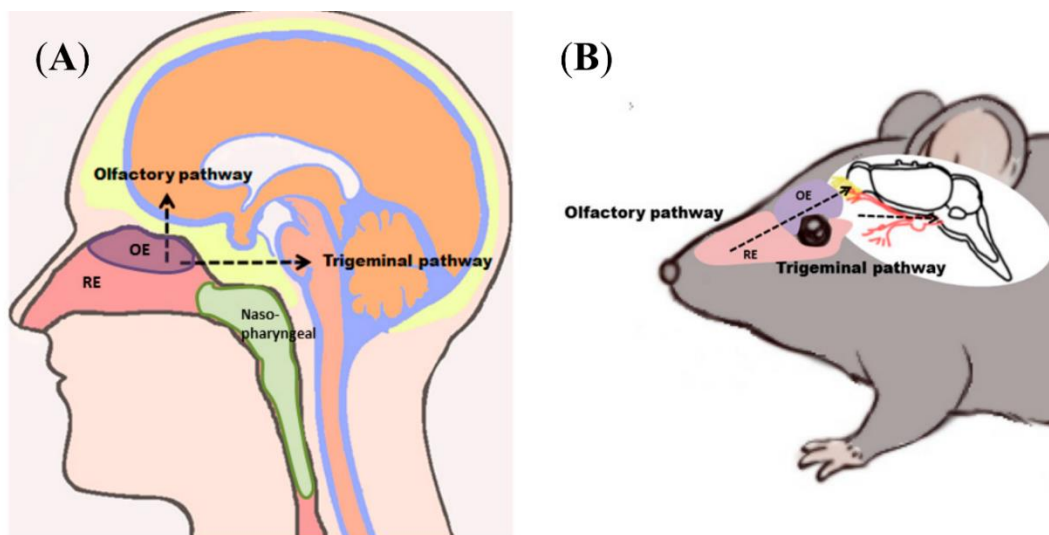 (A)
Olfactory pathway
OE
RE
Trigeminal pathway
Naso-
pharyngeal
(B)
OE
Olfactory pathway
RE
Trigeminal pathway